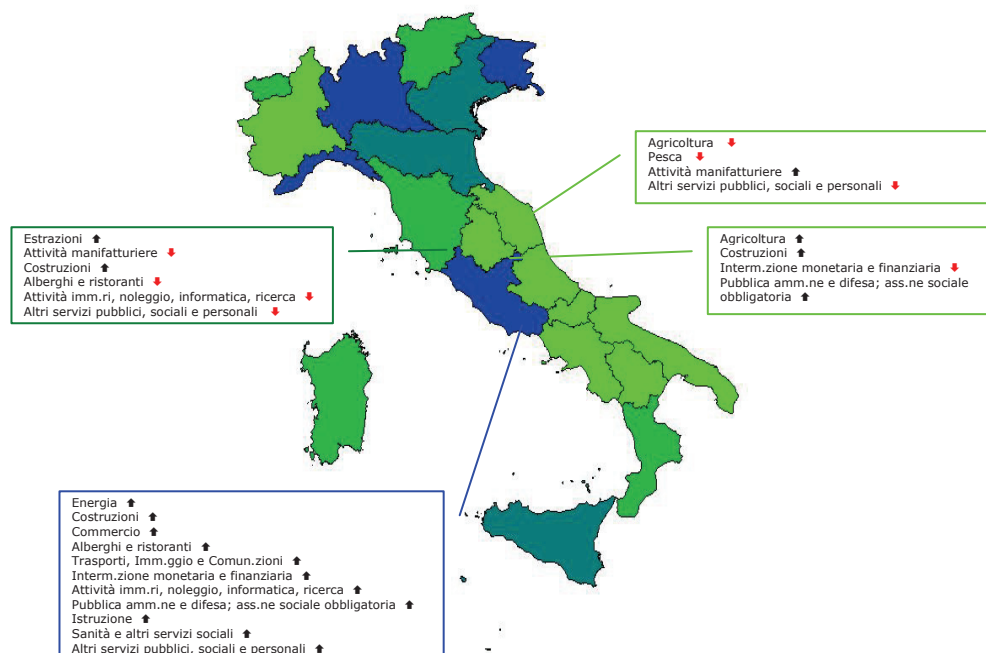 Agricoltura
Pesca
Attività manifatturiere
Altri servizi pubblici, sociali e personali
Estrazioni
Attività manifatturiere
Costruzioni
Alberghi e ristoranti
Attività imm.ri, noleggio, informatica, ricerca
Altri servizi pubblici, sociali e personali
Agricoltura
Costruzioni
Interm.zione monetaria e finanziaria
Pubblica amm.ne e difesa; ass.ne sociale
obbligatoria
Energia
Costruzioni
Commercio
Alberghi e ristoranti
Trasporti, Imm.ggio e Comun.zioni
Interm.zione monetaria e finanziaria
Attività imm.ri, noleggio, informatica, ricerca
Pubblica amm.ne e difesa; ass.ne sociale obbligatoria
Istruzione
Sanità e altri servizi sociali
Altri servizi pubblici, sociali e personali